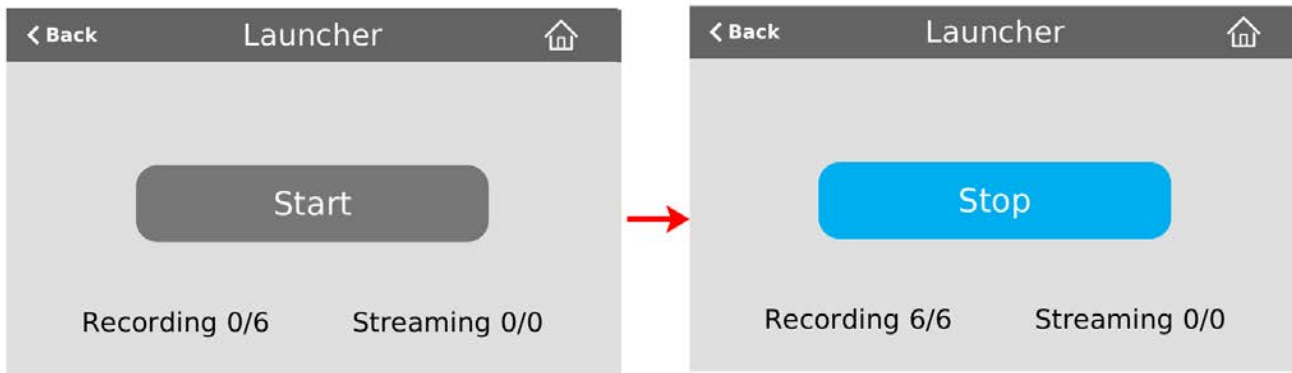 Back Launcher
Start
Recording 0/6 Streaming 0/0
Back Launcher
Stop
Recording 6/6 Streaming 0/0